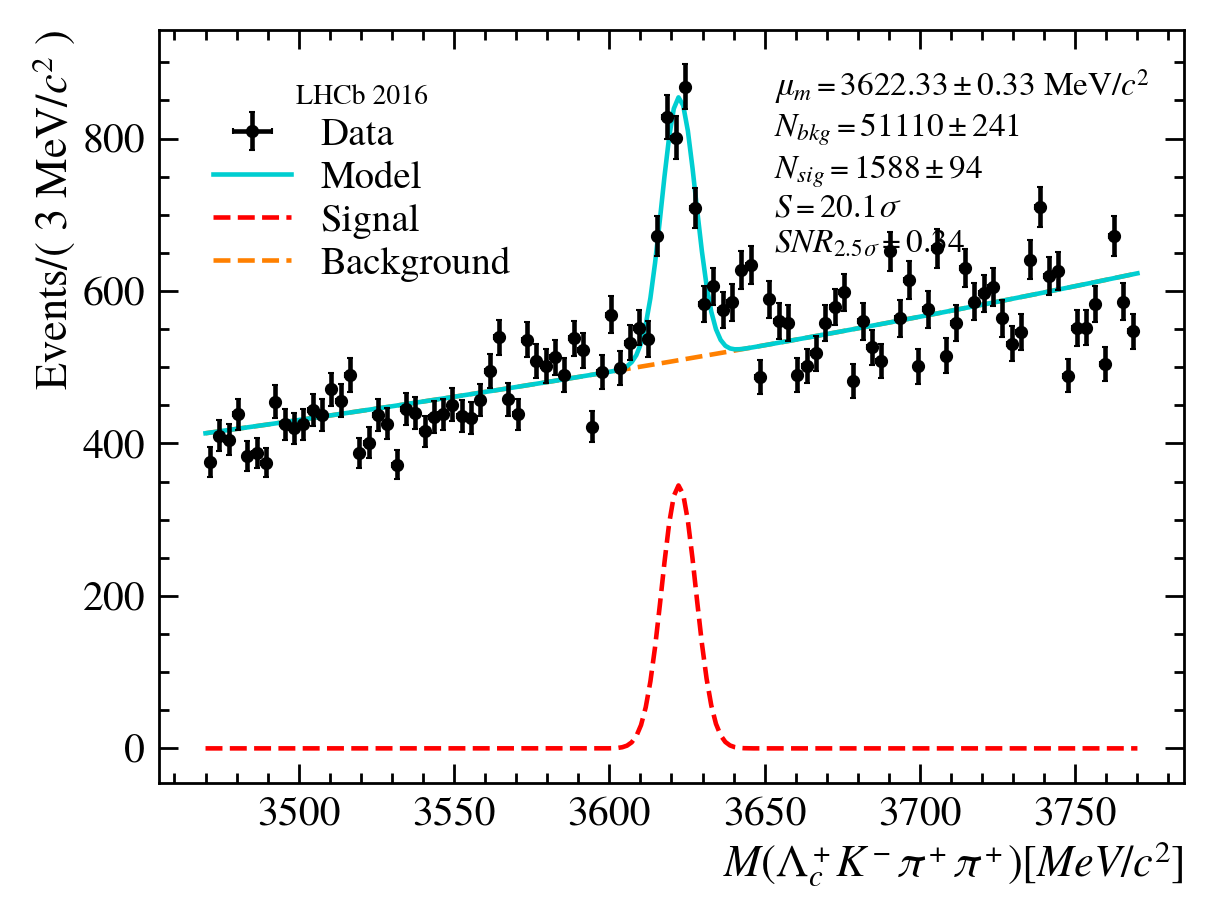 Events/( 3 MeV/c² )
800
600
400
200
0
LHCb 2016
Data
Model
Signal
Background
μₘ = 3622.33 ± 0.33 MeV/c²
N_bkg = 51110 ± 241
N_sig = 1588 ± 94
S = 20.1σ
SNR_2.5σ = 0.34
3500 3550 3600 3650 3700 3750
M(Λ_c⁺K⁻π⁺π⁺)[MeV/c²]